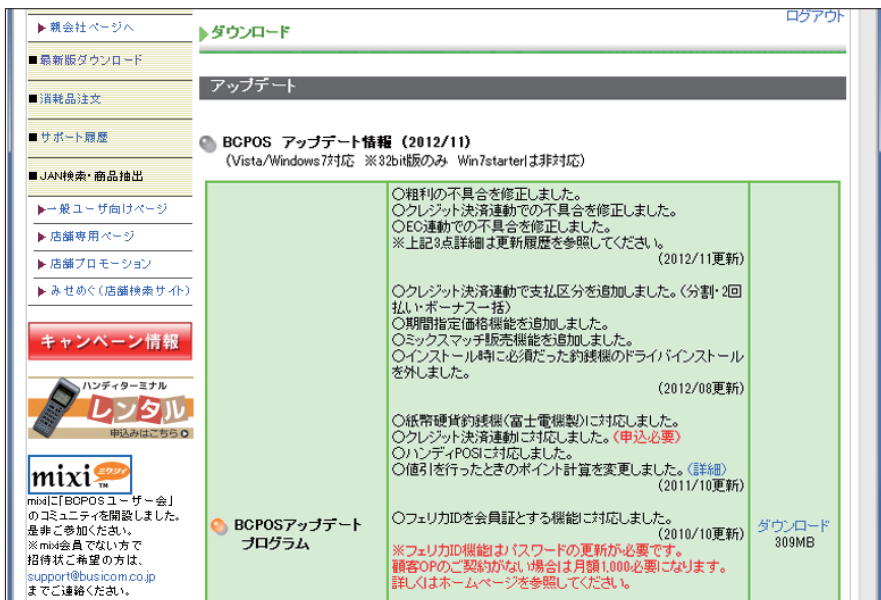 ログアウト
▶親会社ページへ
■最新版ダウンロード
■消耗品注文
■サポート履歴
■JAN検索・商品抽出
▶一般ユーザ向けページ
▶店舗専用ページ
▶店舗プロモーション
▶みせめぐ(店舗検索サイト)
キャンペーン情報
ハンディターミナル
レンタル
申込みはこちら
mixi ミクシィ
TM
mixiに「BCPOSユーザー会」
のコミュニティを開設しました。
是非ご参加ください。
※mixi会員でない方で
招待状ご希望の方は、
support@busicom.co.jp
までご連絡ください。
ダウンロード
アップデート
BCPOS アップデート情報 (2012/11)
(Vista/Windows7対応 ※32bit版のみ Win7starterは非対応)
BCPOSアップデート
プログラム
○粗利の不具合を修正しました。
○クレジット決済連動での不具合を修正しました。
○EC連動での不具合を修正しました。
※上記3点詳細は更新履歴を参照してください。
(2012/11更新)
○クレジット決済連動で支払区分を追加しました。(分割・2回
払い・ボーナス一括)
○期間指定価格機能を追加しました。
○ミックスマッチ販売機能を追加しました。
○インストール時に必須だった釣銭機のドライバインストール
を外しました。
(2012/08更新)
○紙幣硬貨釣銭機(富士電機製)に対応しました。
○クレジット決済連動に対応しました。(申込必要)
○ハンディPOSに対応しました。
○値引を行ったときのポイント計算を変更しました。(詳細)
(2011/10更新)
○フェリカIDを会員証とする機能に対応しました。
(2010/10更新)
※フェリカID機能はパスワードの更新が必要です。
顧客OPのご契約がない場合は月額1,000必要になります。
詳しくはホームページを参照してください。
ダウンロード
309MB